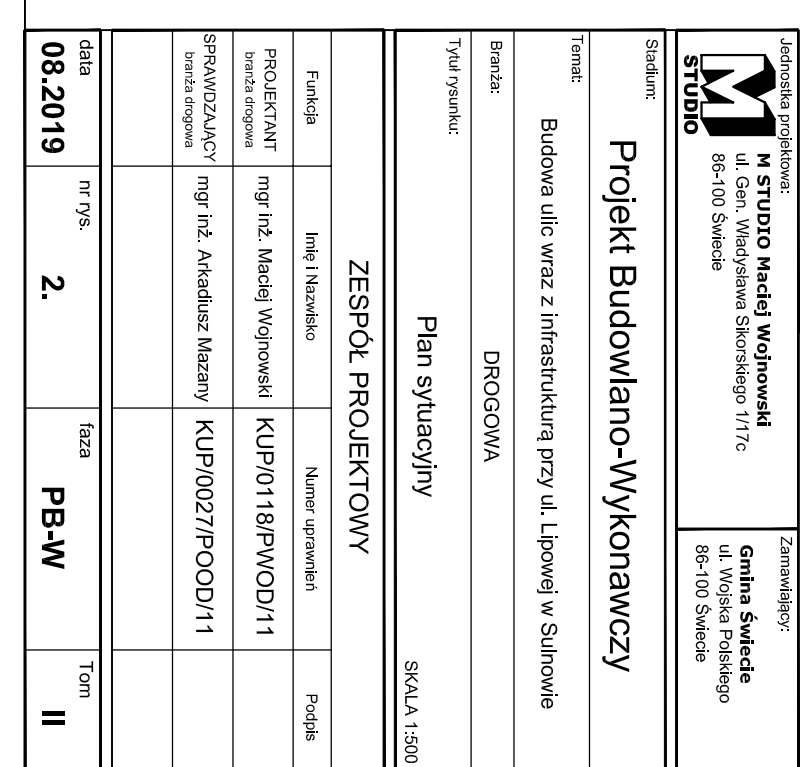 Jednostka projektowa:
M STUDIO
M STUDIO Maciej Wojnowski
ul. Gen. Władysława Sikorskiego 1/17c
86-100 Świecie
Zamawiający:
Gmina Świecie
ul. Wojska Polskiego
86-100 Świecie
Stadium:
Projekt Budowlano-Wykonawczy
Temat:
Budowa ulic wraz z infrastrukturą przy ul. Lipowej w Sulnowie
Branża:
DROGOWA
Tytuł rysunku:
Plan sytuacyjny
SKALA 1:500
ZESPÓŁ PROJEKTOWY
Funkcja Imię i Nazwisko Numer uprawnień Podpis
PROJEKTANT
branża drogowa
mgr inż. Maciej Wojnowski KUP/0118/PWOD/11
SPRAWDZAJĄCY
branża drogowa
mgr inż. Arkadiusz Mazany KUP/0027/POOD/11
data nr rys. faza Tom
08.2019 2. PB-W II